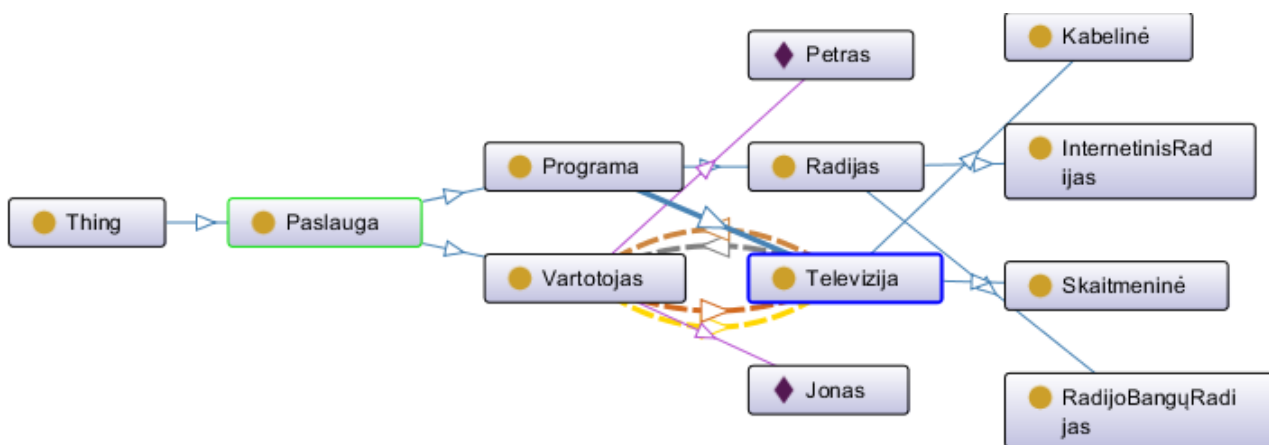 Thing
Paslauga
Programa
Vartotojas
Petras
Radijas
Televizija
Jonas
Kabelinė
InternetinisRad
ijas
Skaitmeninė
RadijoBangųRadi
jas